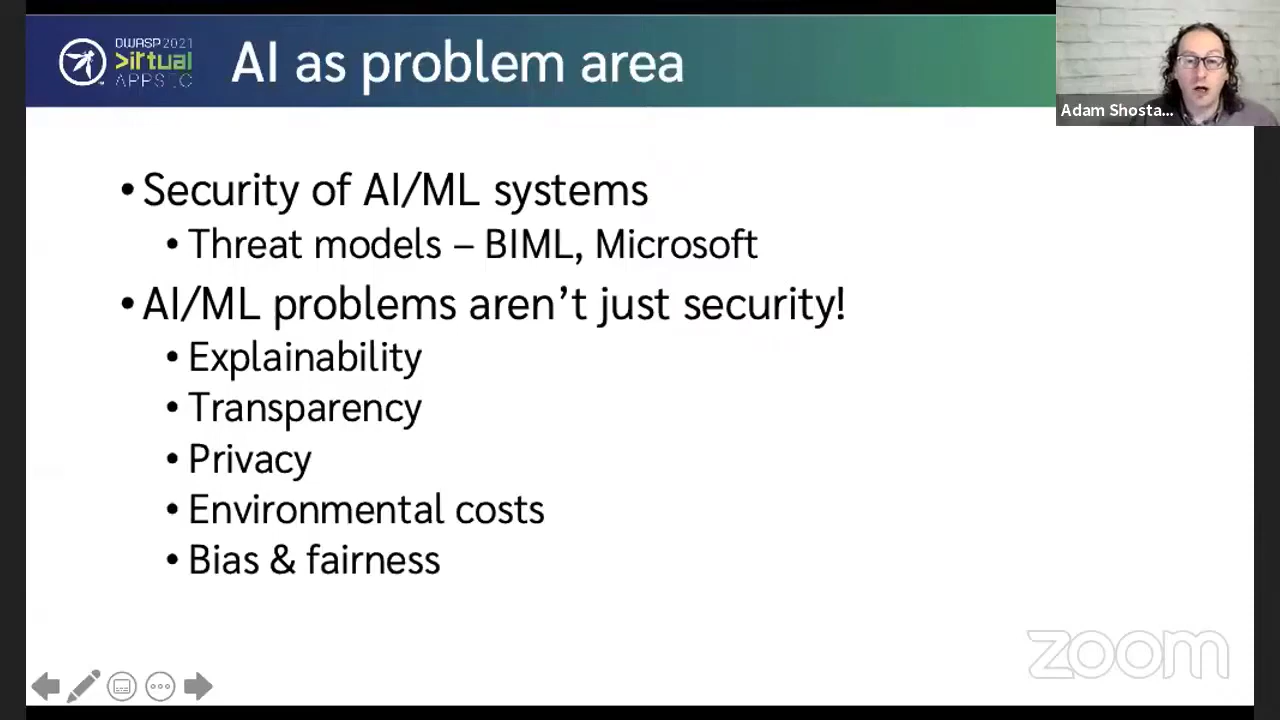 OWASP 2021
>irtual
APPSEC
AI as problem area
Adam Shosta...
• Security of AI/ML systems
• Threat models – BIML, Microsoft
• AI/ML problems aren’t just security!
• Explainability
• Transparency
• Privacy
• Environmental costs
• Bias & fairness
zoom